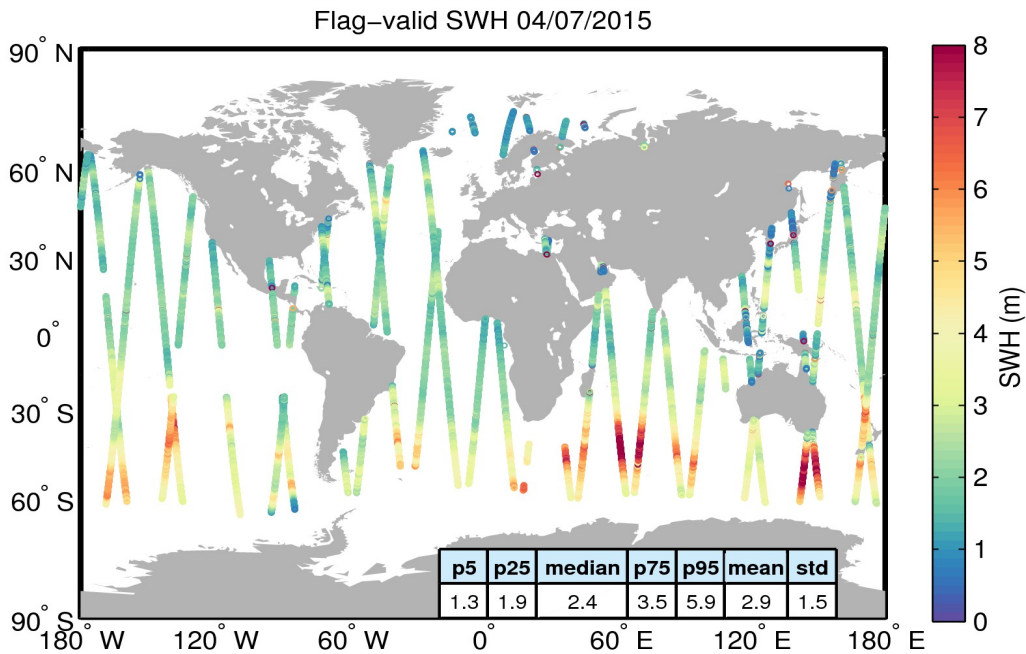 Flag−valid SWH 04/07/2015
90° N
60° N
30° N
0°
30° S
60° S
90° S
180° W
120° W
60° W
0°
60° E
120° E
180° E
p5 p25 median p75 p95 mean std
1.3 1.9 2.4 3.5 5.9 2.9 1.5
8
7
6
5
4
3
2
1
0
SWH (m)